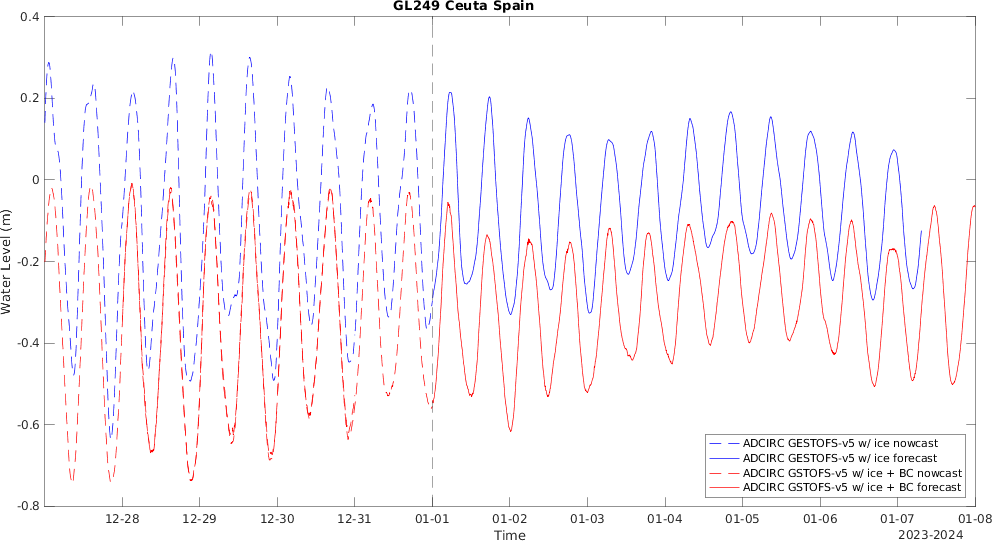 GL249 Ceuta Spain
0.4
0.2
0
-0.2
-0.4
-0.6
-0.8
Water Level (m)
12-28
12-29
12-30
12-31
01-01
01-02
01-03
01-04
01-05
01-06
01-07
01-08
Time
2023-2024
ADCIRC GESTOFS-v5 w/ ice nowcast
ADCIRC GESTOFS-v5 w/ ice forecast
ADCIRC GSTOFS-v5 w/ ice + BC nowcast
ADCIRC GSTOFS-v5 w/ ice + BC forecast